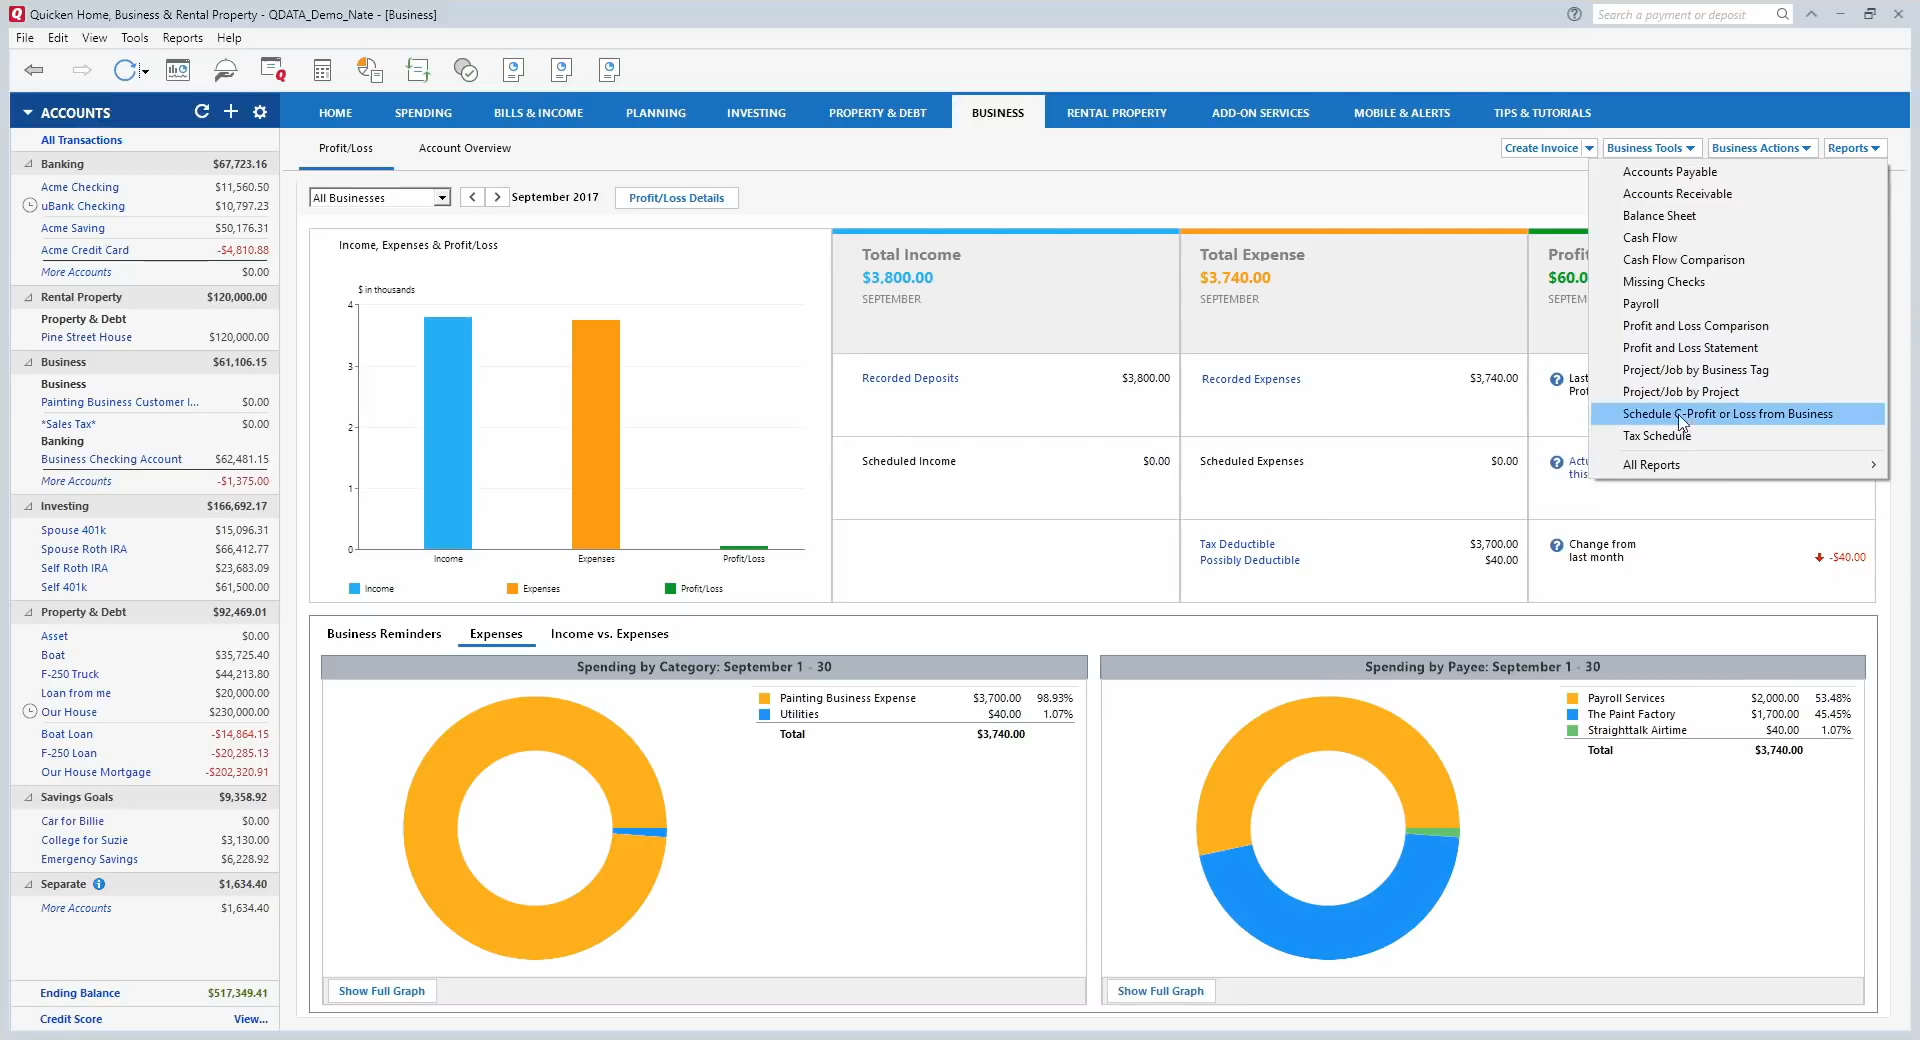 Quicken Home, Business & Rental Property - QDATA_Demo_Nate - [Business]
Search a payment or deposit
File Edit View Tools Reports Help
ACCOUNTS
HOME SPENDING BILLS & INCOME PLANNING INVESTING PROPERTY & DEBT BUSINESS RENTAL PROPERTY ADD-ON SERVICES MOBILE & ALERTS TIPS & TUTORIALS
All Transactions
Banking $67,723.16
Acme Checking $11,560.50
uBank Checking $10,797.23
Acme Saving $50,176.31
Acme Credit Card -$4,810.88
More Accounts $0.00
Rental Property $120,000.00
Property & Debt
Pine Street House $120,000.00
Business $61,106.15
Business
Painting Business Customer I... $0.00
*Sales Tax* $0.00
Banking
Business Checking Account $62,481.15
More Accounts -$1,375.00
Investing $166,692.17
Spouse 401k $15,096.31
Spouse Roth IRA $66,412.77
Self Roth IRA $23,683.09
Self 401k $61,500.00
Property & Debt $92,469.01
Asset $0.00
Boat $35,725.40
F-250 Truck $44,213.80
Loan from me $20,000.00
Our House $230,000.00
Boat Loan -$14,864.15
F-250 Loan -$20,285.13
Our House Mortgage -$202,320.91
Savings Goals $9,358.92
Car for Billie $0.00
College for Suzie $3,130.00
Emergency Savings $6,228.92
Separate $1,634.40
More Accounts $1,634.40
Ending Balance $517,349.41
Credit Score View...
Profit/Loss Account Overview
Create Invoice Business Tools Business Actions Reports
All Businesses September 2017 Profit/Loss Details
Income, Expenses & Profit/Loss
$ in thousands
4
3
2
1
0
Income Expenses Profit/Loss
Income Expenses Profit/Loss
Total Income
$3,800.00
SEPTEMBER
Recorded Deposits $3,800.00
Scheduled Income $0.00
Total Expense
$3,740.00
SEPTEMBER
Recorded Expenses $3,740.00
Scheduled Expenses $0.00
Tax Deductible $3,700.00
Possibly Deductible $40.00
Profi
$60.0
SEPTEM
Last
Prof
Actu
this
Change from
last month -$40.00
Accounts Payable
Accounts Receivable
Balance Sheet
Cash Flow
Cash Flow Comparison
Missing Checks
Payroll
Profit and Loss Comparison
Profit and Loss Statement
Project/Job by Business Tag
Project/Job by Project
Schedule C-Profit or Loss from Business
Tax Schedule
All Reports
Business Reminders Expenses Income vs. Expenses
Spending by Category: September 1 - 30
Painting Business Expense $3,700.00 98.93%
Utilities $40.00 1.07%
Total $3,740.00
Show Full Graph
Spending by Payee: September 1 - 30
Payroll Services $2,000.00 53.48%
The Paint Factory $1,700.00 45.45%
Straighttalk Airtime $40.00 1.07%
Total $3,740.00
Show Full Graph